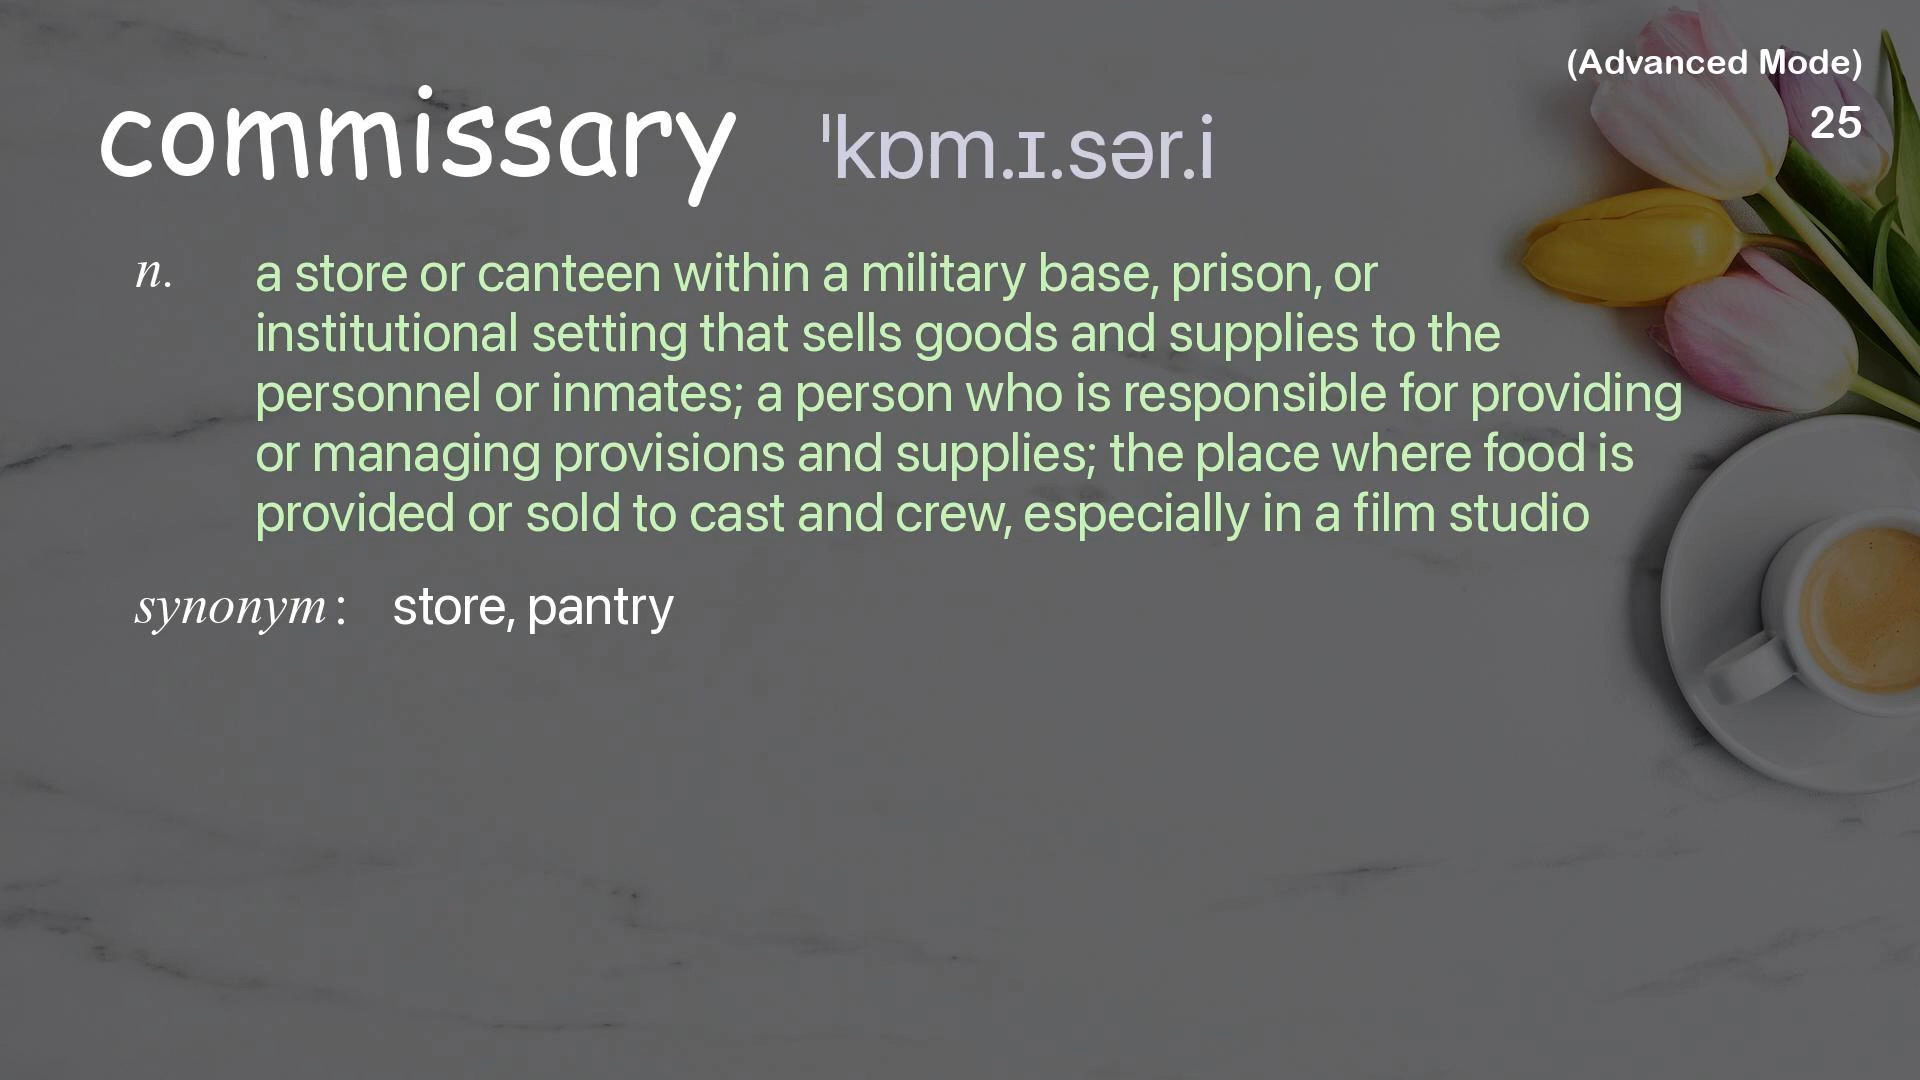 (Advanced Mode)
25
commissary ˈkɒm.ɪ.sər.i
n. a store or canteen within a military base, prison, or
institutional setting that sells goods and supplies to the
personnel or inmates; a person who is responsible for providing
or managing provisions and supplies; the place where food is
provided or sold to cast and crew, especially in a film studio
synonym: store, pantry